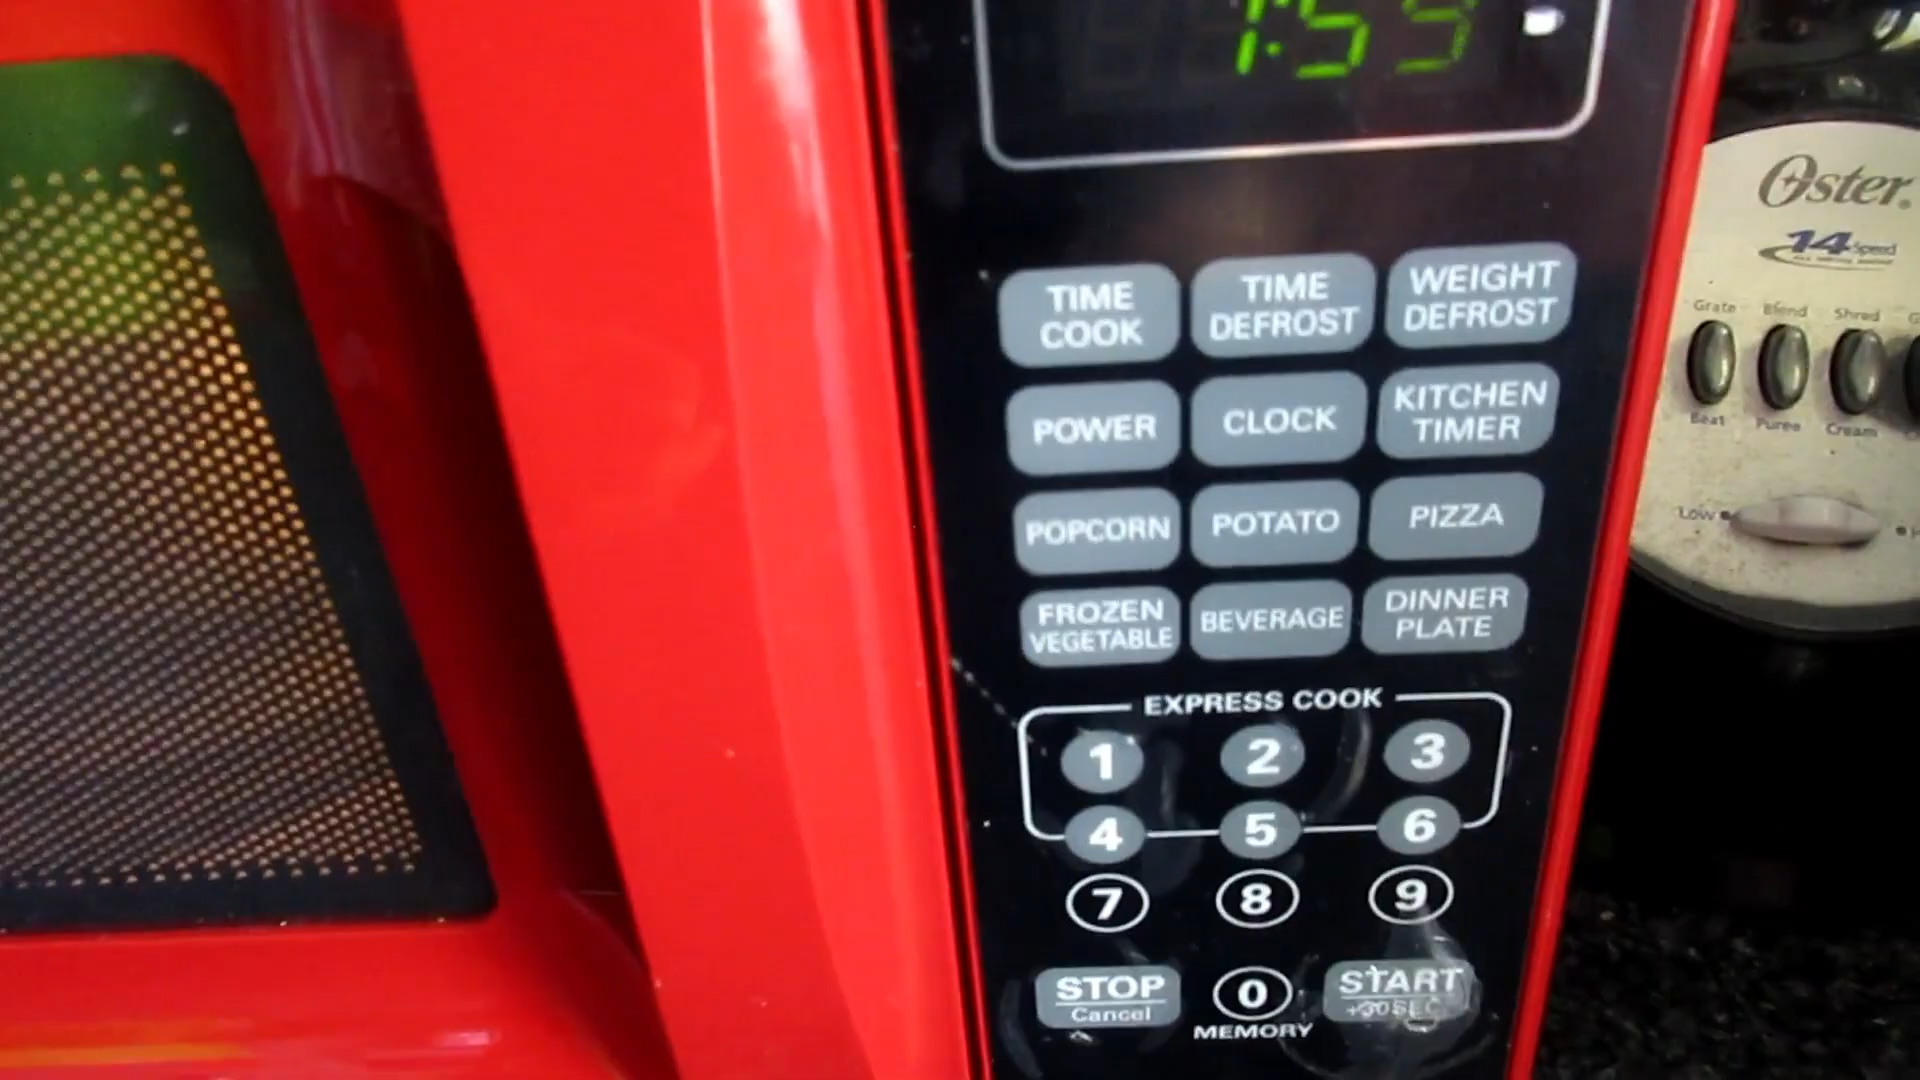 1:59
TIME COOK
TIME DEFROST
WEIGHT DEFROST
POWER
CLOCK
KITCHEN TIMER
POPCORN
POTATO
PIZZA
FROZEN VEGETABLE
BEVERAGE
DINNER PLATE
EXPRESS COOK
1 2 3
4 5 6
7 8 9
STOP
Cancel
0
MEMORY
START
+30SEC
Oster
14 Speed
Grate Blend Shred
Beat Puree Cream
Low